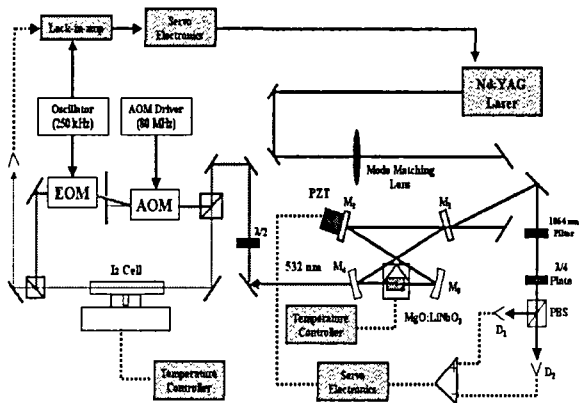 Lock-in-amp
Servo
Electronics
Nd:YAG
Laser
Oscillator
(250 kHz)
AOM Driver
(80 MHz)
Mode Matching
Lens
EOM
AOM
PZT
M2
M1
1064 nm
Filter
λ/2
λ/4
Plate
I2 Cell
532 nm
M4
M3
PBS
D1
MgO:LiNbO3
Temperature
Controller
D2
Temperature
Controller
Servo
Electronics